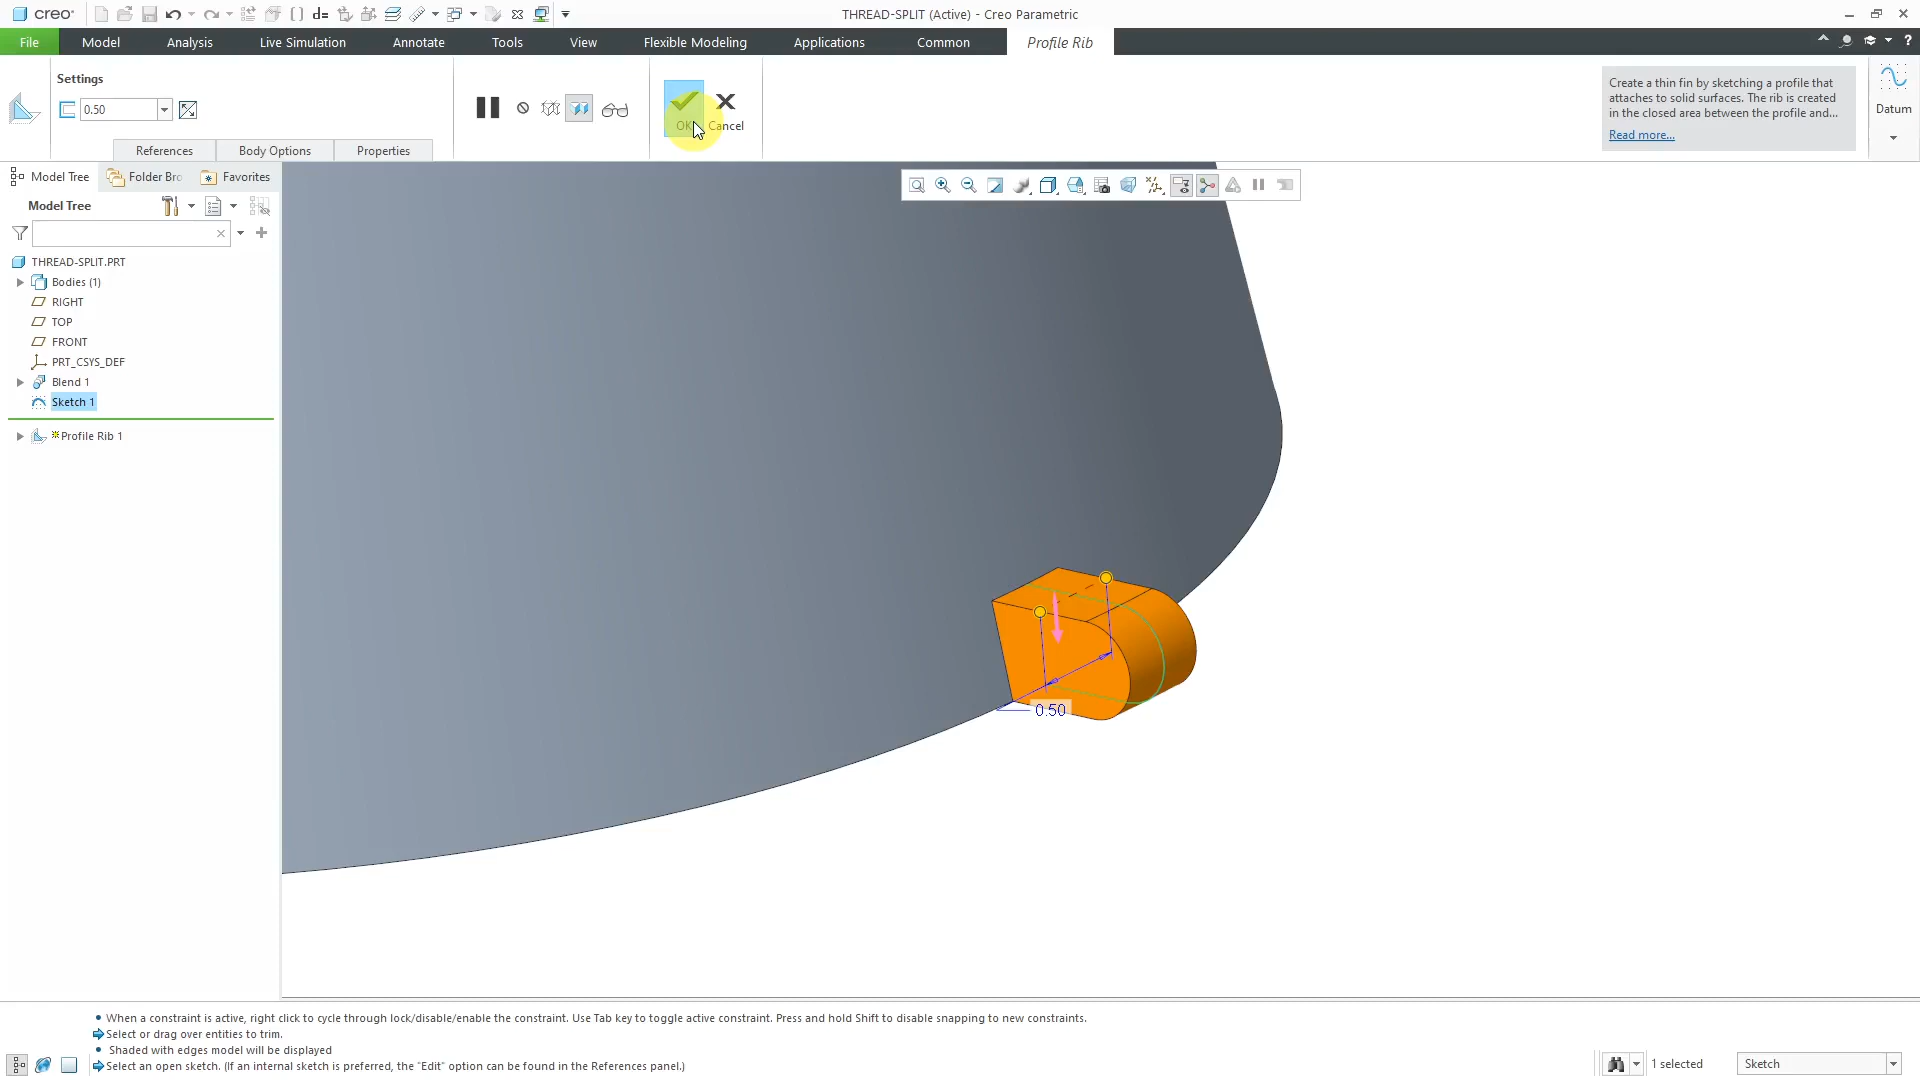 creo
THREAD-SPLIT (Active) - Creo Parametric
File
Model
Analysis
Live Simulation
Annotate
Tools
View
Flexible Modeling
Applications
Common
Profile Rib
Settings
0.50
OK
Cancel
References
Body Options
Properties
Create a thin fin by sketching a profile that
attaches to solid surfaces. The rib is created
in the closed area between the profile and...
Read more...
Datum
Model Tree
Folder Bro
Favorites
Model Tree
THREAD-SPLIT.PRT
Bodies (1)
RIGHT
TOP
FRONT
PRT_CSYS_DEF
Blend 1
Sketch 1
Profile Rib 1
0.50
When a constraint is active, right click to cycle through lock/disable/enable the constraint. Use Tab key to toggle active constraint. Press and hold Shift to disable snapping to new constraints.
Select or drag over entities to trim.
Shaded with edges model will be displayed
Select an open sketch. (If an internal sketch is preferred, the "Edit" option can be found in the References panel.)
1 selected
Sketch